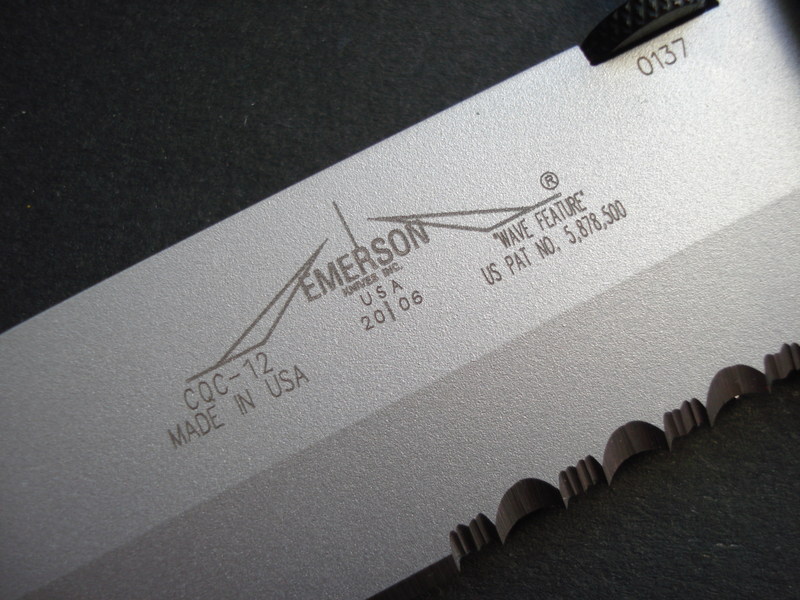 0137
®
EMERSON
KNIVES INC.
USA
20 06
"WAVE FEATURE"
US PAT NO. 5,878,500
CQC-12
MADE IN USA